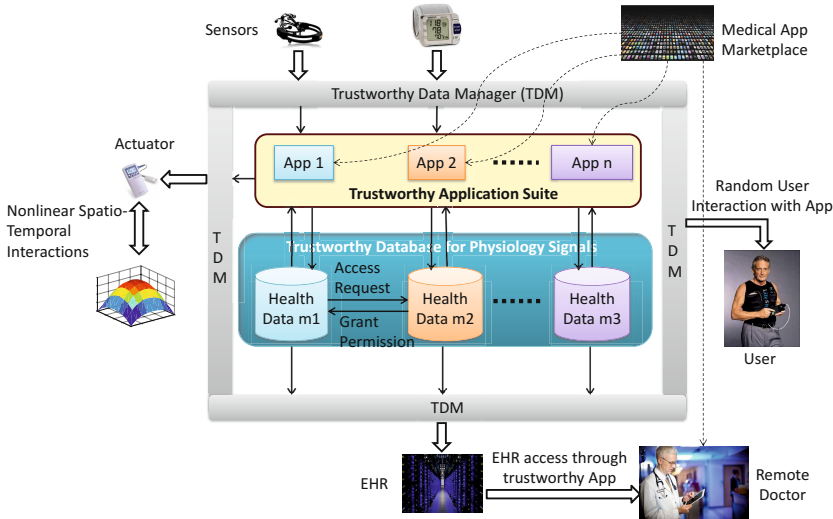 Sensors
Medical App
Marketplace
Trustworthy Data Manager (TDM)
Actuator
App 1
App 2
App n
Trustworthy Application Suite
Random User
Interaction with App
Nonlinear Spatio-
Temporal
Interactions
T
D
M
T
D
M
Trustworthy Database for Physiology Signals
Access
Request
Health
Data m1
Health
Data m2
Health
Data m3
Grant
Permission
User
TDM
EHR
EHR access through
trustworthy App
Remote
Doctor